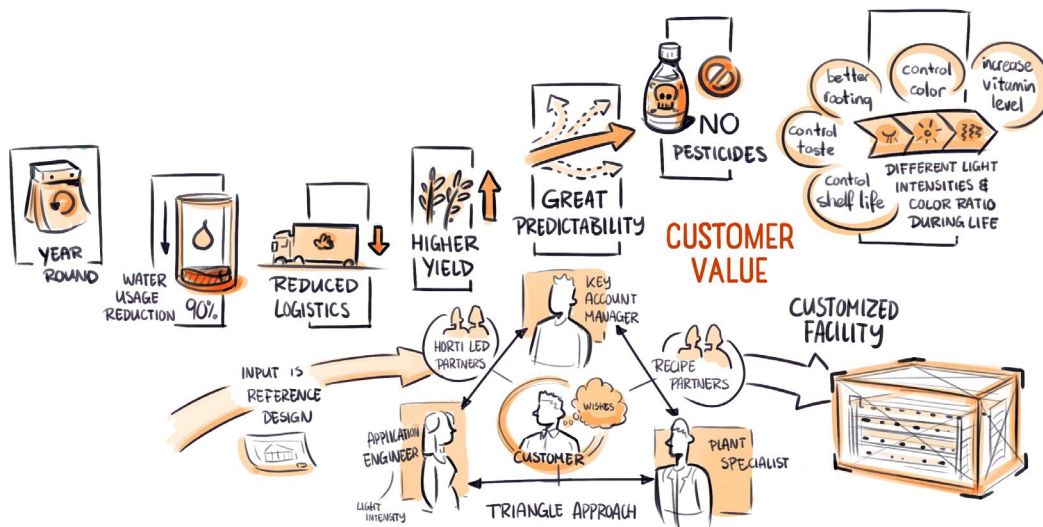 YEAR
ROUND
WATER
USAGE
REDUCTION
90%
REDUCED
LOGISTICS
HIGHER
YIELD
GREAT
PREDICTABILITY
NO
PESTICIDES
control
shelf life
control
taste
better
rooting
control
color
increase
vitamin
level
DIFFERENT LIGHT
INTENSITIES &
COLOR RATIO
DURING LIFE
CUSTOMER
VALUE
INPUT IS
REFERENCE
DESIGN
HORTI LED
PARTNERS
KEY
ACCOUNT
MANAGER
RECIPE
PARTNERS
APPLICATION
ENGINEER
LIGHT
INTENSITY
WISHES
CUSTOMER
PLANT
SPECIALIST
TRIANGLE APPROACH
CUSTOMIZED
FACILITY